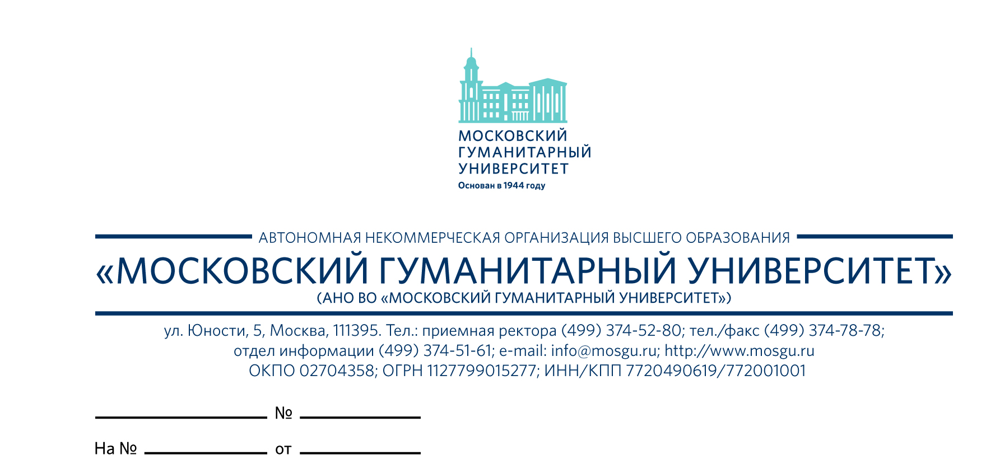 МОСКОВСКИЙ
ГУМАНИТАРНЫЙ
УНИВЕРСИТЕТ
Основан в 1944 году
АВТОНОМНАЯ НЕКОММЕРЧЕСКАЯ ОРГАНИЗАЦИЯ ВЫСШЕГО ОБРАЗОВАНИЯ
«МОСКОВСКИЙ ГУМАНИТАРНЫЙ УНИВЕРСИТЕТ»
(АНО ВО «МОСКОВСКИЙ ГУМАНИТАРНЫЙ УНИВЕРСИТЕТ»)
ул. Юности, 5, Москва, 111395. Тел.: приемная ректора (499) 374-52-80; тел./факс (499) 374-78-78;
отдел информации (499) 374-51-61; e-mail: info@mosgu.ru; http://www.mosgu.ru
ОКПО 02704358; ОГРН 1127799015277; ИНН/КПП 7720490619/772001001
№
На № от